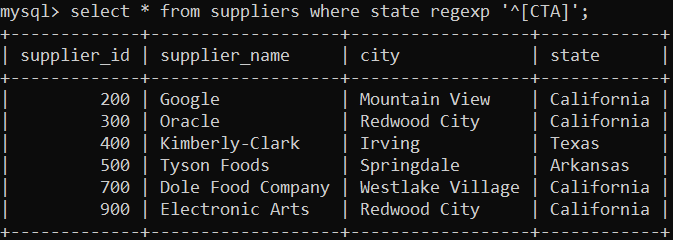 mysql> select * from suppliers where state regexp '^[CTA]';
+-------------+-------------------+------------------+------------+
| supplier_id | supplier_name     | city             | state      |
+-------------+-------------------+------------------+------------+
|         200 | Google            | Mountain View    | California |
|         300 | Oracle            | Redwood City     | California |
|         400 | Kimberly-Clark    | Irving           | Texas      |
|         500 | Tyson Foods       | Springdale       | Arkansas   |
|         700 | Dole Food Company | Westlake Village | California |
|         900 | Electronic Arts   | Redwood City     | California |
+-------------+-------------------+------------------+------------+